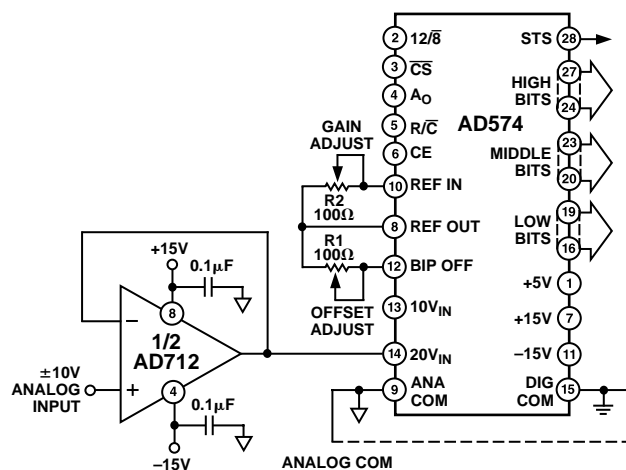 2 12/8̅
3 C̅S̅
4 AO
5 R/C̅
6 CE
10 REF IN
8 REF OUT
12 BIP OFF
13 10VIN
14 20VIN
9 ANA COM
AD574
STS 28
27
HIGH BITS
24
23
MIDDLE BITS
20
19
LOW BITS
16
+5V 1
+15V 7
–15V 11
DIG COM 15
GAIN ADJUST
R2
100Ω
R1
100Ω
OFFSET ADJUST
+15V
0.1µF
8
–
1/2
AD712
+
4
±10V
ANALOG
INPUT
0.1µF
–15V
ANALOG COM